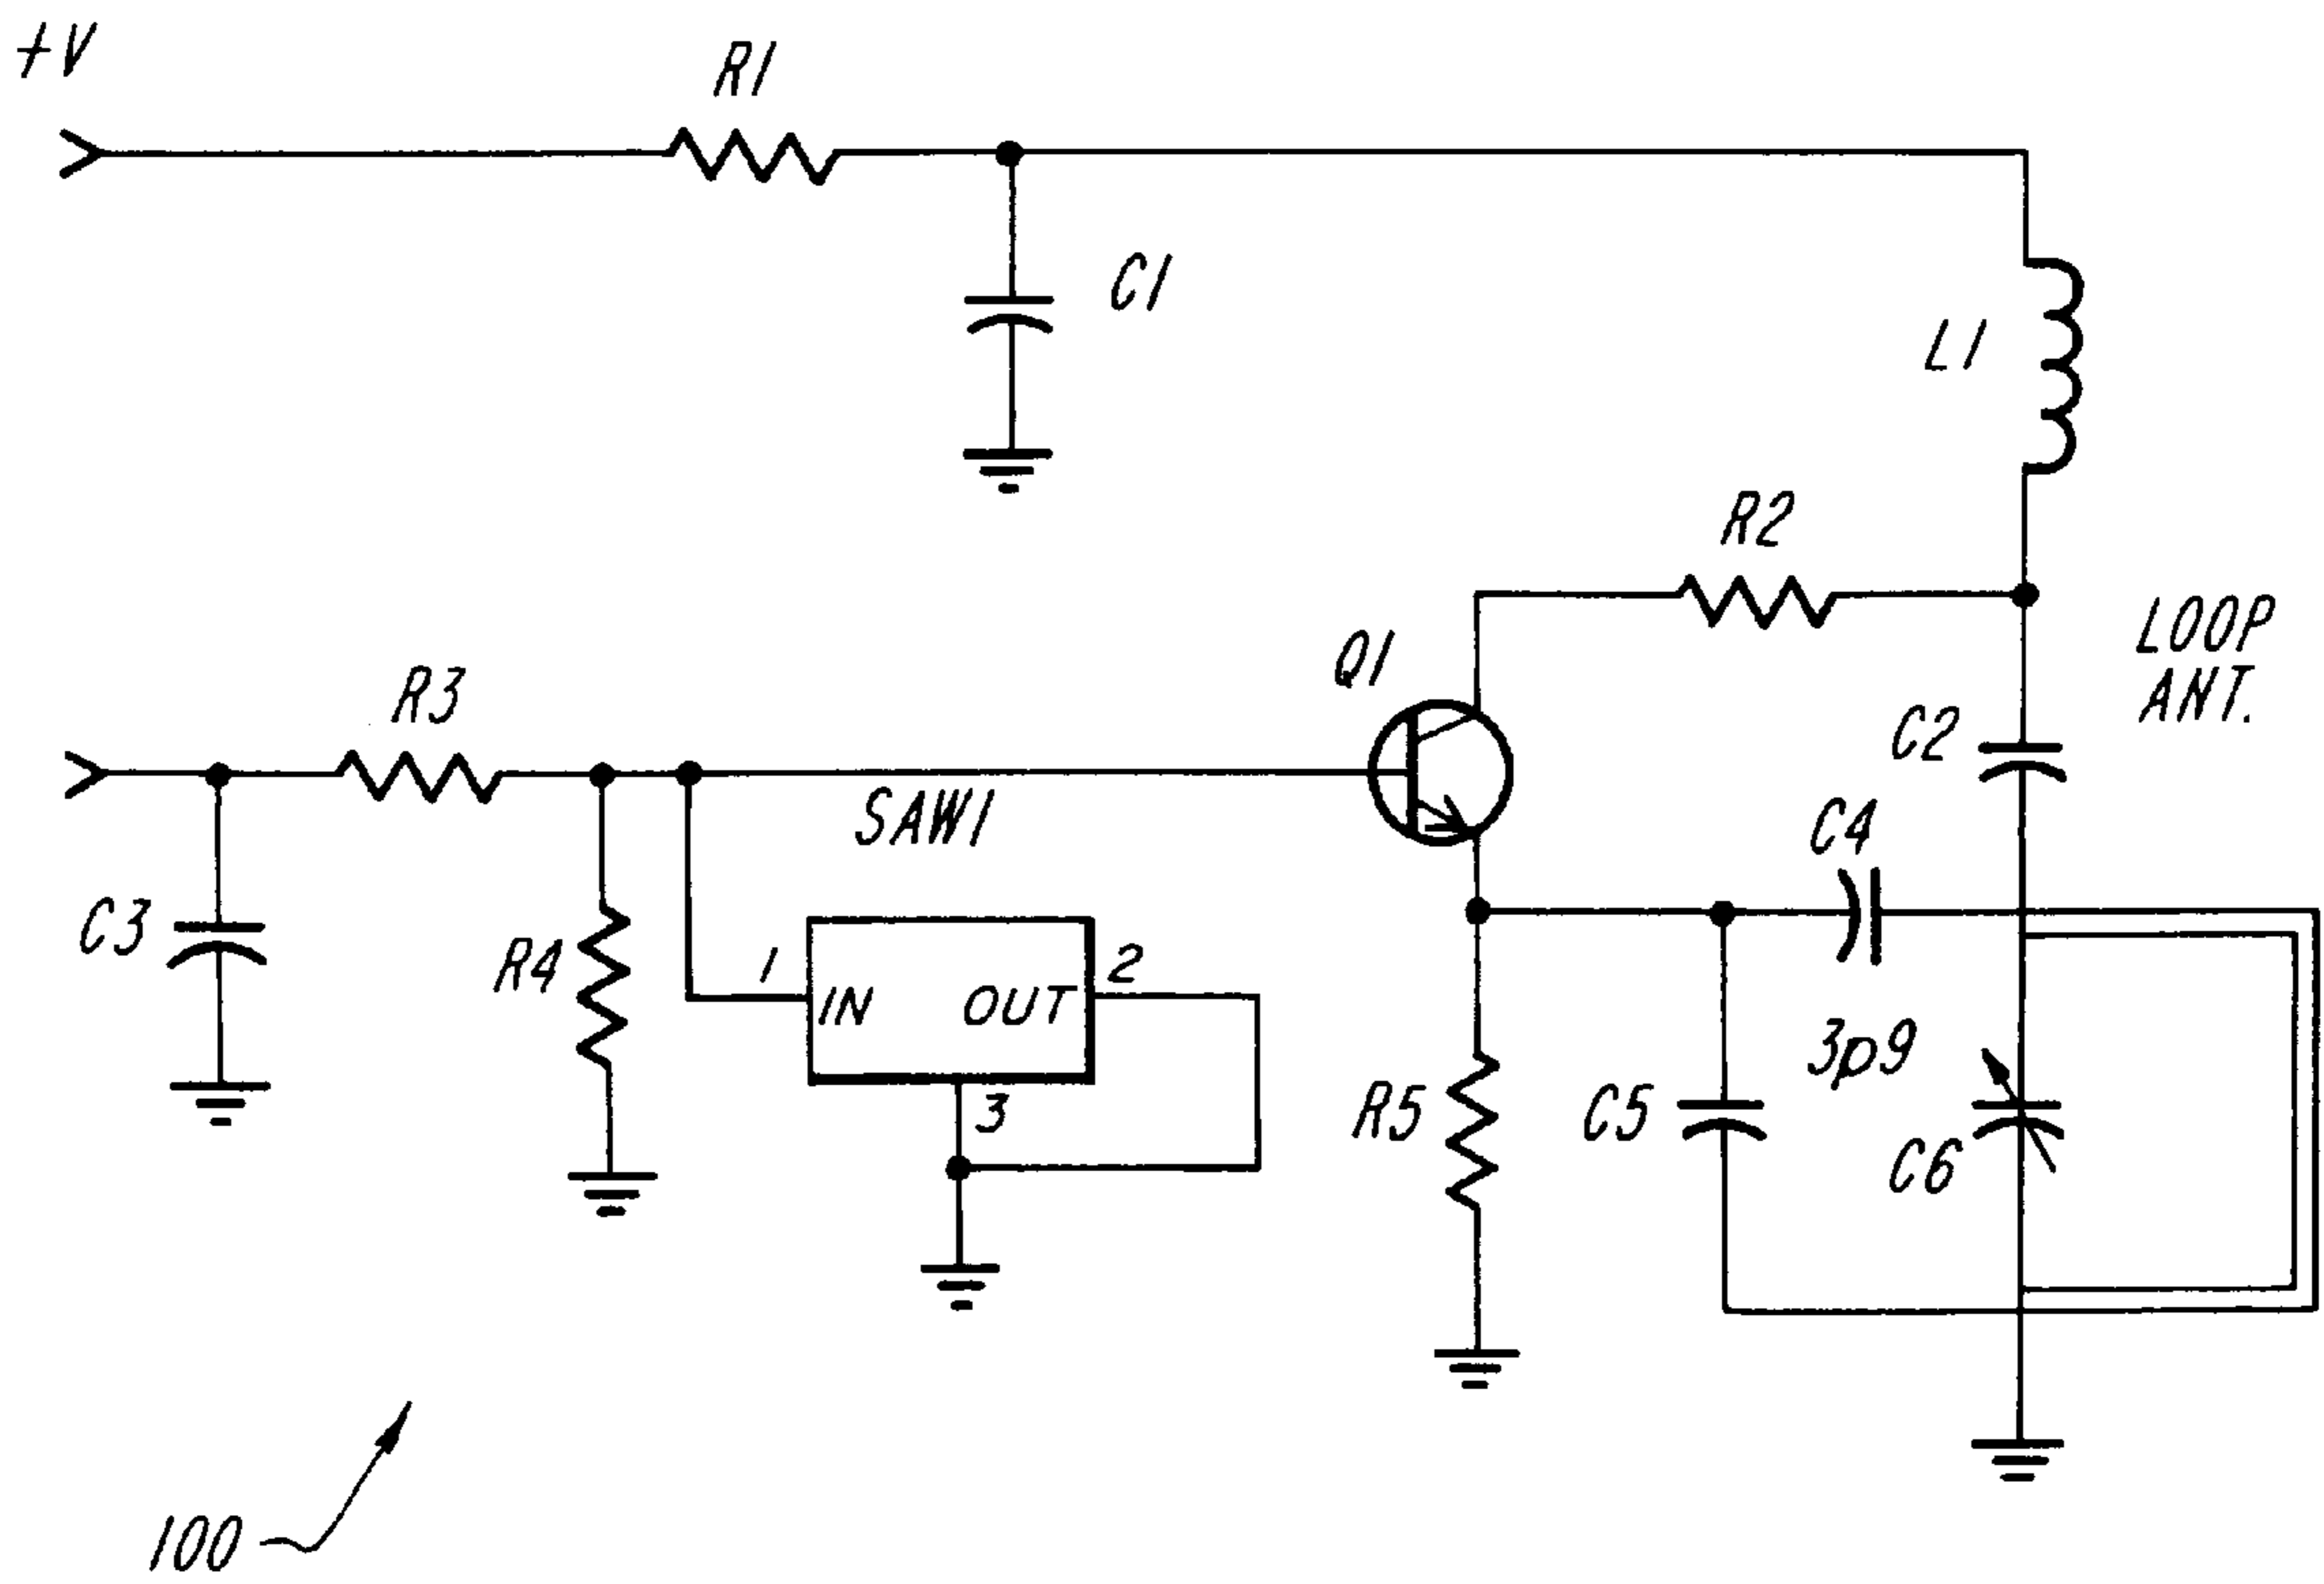 +V
R1
C1
L1
R2
LOOP
ANT.
Q1
R3
C2
SAW1
C4
C3
R4
1
2
IN
OUT
3p9
3
R5
C5
C6
100